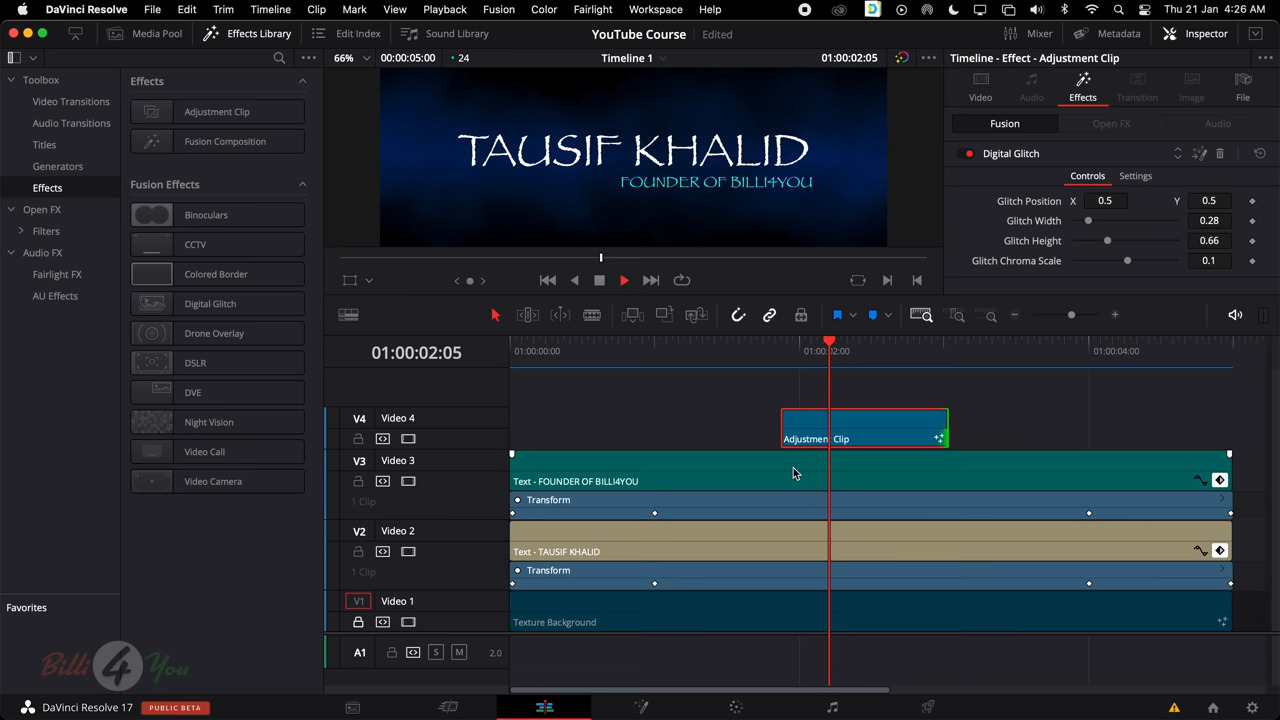 DaVinci Resolve File Edit Trim Timeline Clip Mark View Playback Fusion Color Fairlight Workspace Help Thu 21 Jan 4:26 AM
Media Pool Effects Library Edit Index Sound Library YouTube Course Edited Mixer Metadata Inspector
66% 00:00:05:00 24 Timeline 1 01:00:02:05 Timeline - Effect - Adjustment Clip
Toolbox
Video Transitions
Audio Transitions
Titles
Generators
Effects
Open FX
Filters
Audio FX
Fairlight FX
AU Effects
Favorites
Effects
Adjustment Clip
Fusion Composition
Fusion Effects
Binoculars
CCTV
Colored Border
Digital Glitch
Drone Overlay
DSLR
DVE
Night Vision
Video Call
Video Camera
TAUSIF KHALID
FOUNDER OF BILLI4YOU
Video Audio Effects Transition Image File
Fusion Open FX Audio
Digital Glitch
Controls Settings
Glitch Position X 0.5 Y 0.5
Glitch Width 0.28
Glitch Height 0.66
Glitch Chroma Scale 0.1
01:00:02:05 01:00:00:00 01:00:02:00 01:00:04:00
V4 Video 4
Adjustment Clip
V3 Video 3
Text - FOUNDER OF BILLI4YOU
1 Clip Transform
V2 Video 2
Text - TAUSIF KHALID
1 Clip Transform
V1 Video 1
Texture Background
A1 S M 2.0
Billi 4 You
DaVinci Resolve 17 PUBLIC BETA